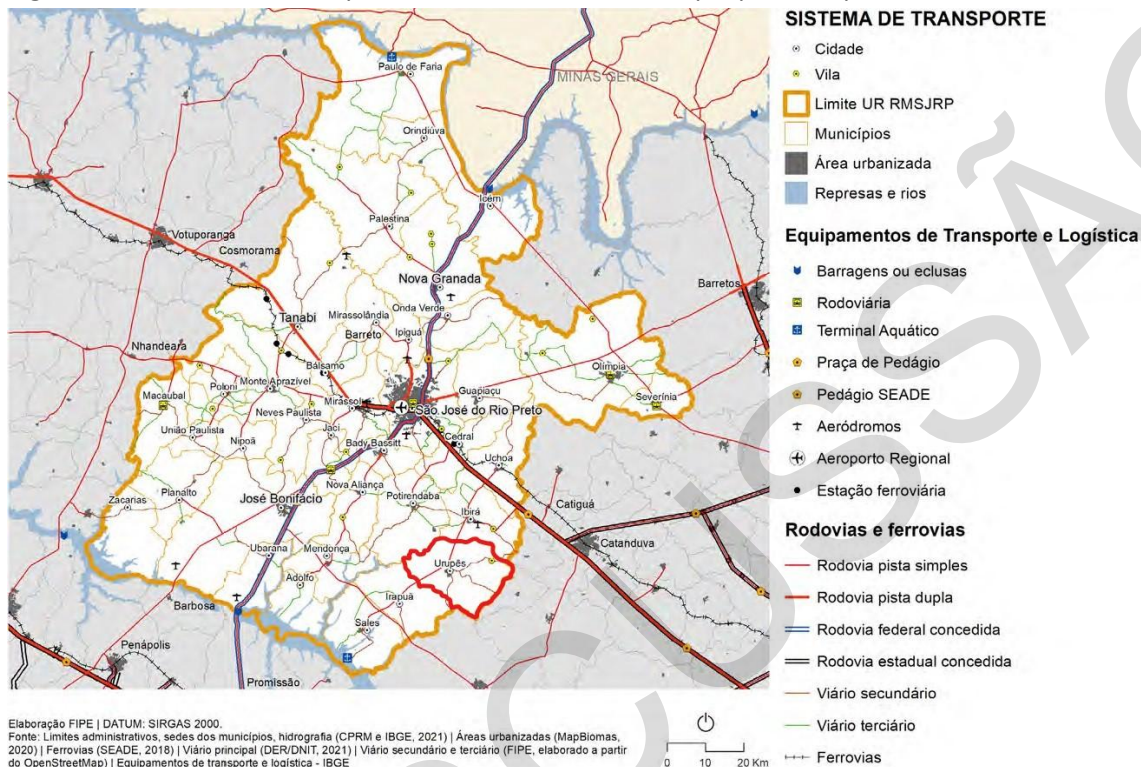 SISTEMA DE TRANSPORTE
Cidade
Vila
Limite UR RMSJRP
Municípios
Área urbanizada
Represas e rios
Equipamentos de Transporte e Logística
Barragens ou eclusas
Rodoviária
Terminal Aquático
Praça de Pedágio
Pedágio SEADE
Aeródromos
Aeroporto Regional
Estação ferroviária
Rodovias e ferrovias
Rodovia pista simples
Rodovia pista dupla
Rodovia federal concedida
Rodovia estadual concedida
Viário secundário
Viário terciário
Ferrovias
Paulo de Faria
MINAS GERAIS
Orindiúva
Icem
Palestina
Votuporanga
Cosmorama
Nova Granada
Barretos
Onda Verde
Mirassolândia
Tanabi
Barreto
Ipiguá
Nhandeara
Bálsamo
Olímpia
Macaubal
Poloni
Monte Aprazível
Guapiaçu
Severínia
Mirassol
São José do Rio Preto
Neves Paulista
União Paulista
Jaci
Nipoã
Bady Bassitt
Cedral
Uchoa
Zacarias
Planalto
José Bonifácio
Nova Aliança
Potirendaba
Catiguá
Ibirá
Catanduva
Ubarana
Mendonça
Urupês
Adolfo
Irapuã
Barbosa
Sales
Penápolis
Promissão
Elaboração FIPE | DATUM: SIRGAS 2000.
Fonte: Limites administrativos, sedes dos municípios, hidrografia (CPRM e IBGE, 2021) | Áreas urbanizadas (MapBiomas,
2020) | Ferrovias (SEADE, 2018) | Viário principal (DER/DNIT, 2021) | Viário secundário e terciário (FIPE, elaborado a partir
do OpenStreetMap) | Equipamentos de transporte e logística - IBGE
0 10 20 Km
CUSSÃO